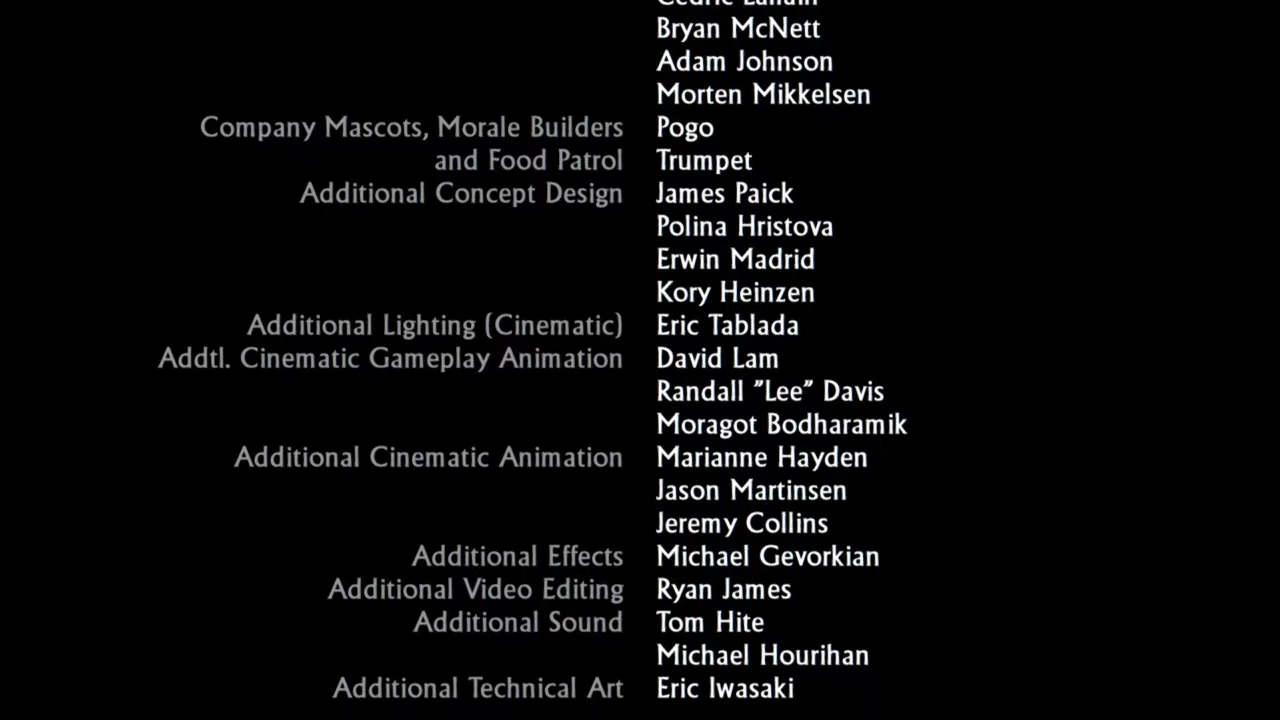 Bryan McNett
Adam Johnson
Morten Mikkelsen
Company Mascots, Morale Builders Pogo
and Food Patrol Trumpet
Additional Concept Design James Paick
Polina Hristova
Erwin Madrid
Kory Heinzen
Additional Lighting (Cinematic) Eric Tablada
Addtl. Cinematic Gameplay Animation David Lam
Randall "Lee" Davis
Moragot Bodharamik
Additional Cinematic Animation Marianne Hayden
Jason Martinsen
Jeremy Collins
Additional Effects Michael Gevorkian
Additional Video Editing Ryan James
Additional Sound Tom Hite
Michael Hourihan
Additional Technical Art Eric Iwasaki